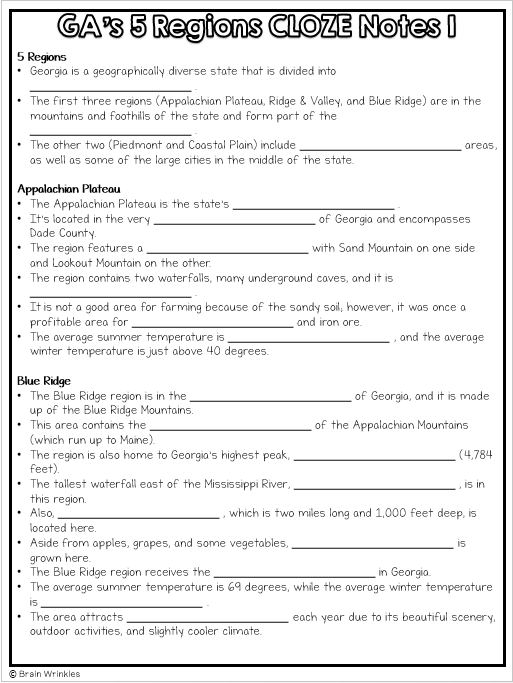 GA's 5 Regions CLOZE Notes 1
5 Regions
• Georgia is a geographically diverse state that is divided into
______________________ .
• The first three regions (Appalachian Plateau, Ridge & Valley, and Blue Ridge) are in the
mountains and foothills of the state and form part of the
______________________ .
• The other two (Piedmont and Coastal Plain) include ______________________ areas,
as well as some of the large cities in the middle of the state.
Appalachian Plateau
• The Appalachian Plateau is the state's ______________________ .
• It's located in the very ______________________ of Georgia and encompasses
Dade County.
• The region features a ______________________ with Sand Mountain on one side
and Lookout Mountain on the other.
• The region contains two waterfalls, many underground caves, and it is
______________________ .
• It is not a good area for farming because of the sandy soil; however, it was once a
profitable area for ______________________ and iron ore.
• The average summer temperature is ______________________ , and the average
winter temperature is just above 40 degrees.
Blue Ridge
• The Blue Ridge region is in the ______________________ of Georgia, and it is made
up of the Blue Ridge Mountains.
• This area contains the ______________________ of the Appalachian Mountains
(which run up to Maine).
• The region is also home to Georgia's highest peak, ______________________ (4,784
feet).
• The tallest waterfall east of the Mississippi River, ______________________ , is in
this region.
• Also, ______________________ , which is two miles long and 1,000 feet deep, is
located here.
• Aside from apples, grapes, and some vegetables, ______________________ is
grown here.
• The Blue Ridge region receives the ______________________ in Georgia.
• The average summer temperature is 69 degrees, while the average winter temperature
is ______________________ .
• The area attracts ______________________ each year due to its beautiful scenery,
outdoor activities, and slightly cooler climate.
© Brain Wrinkles